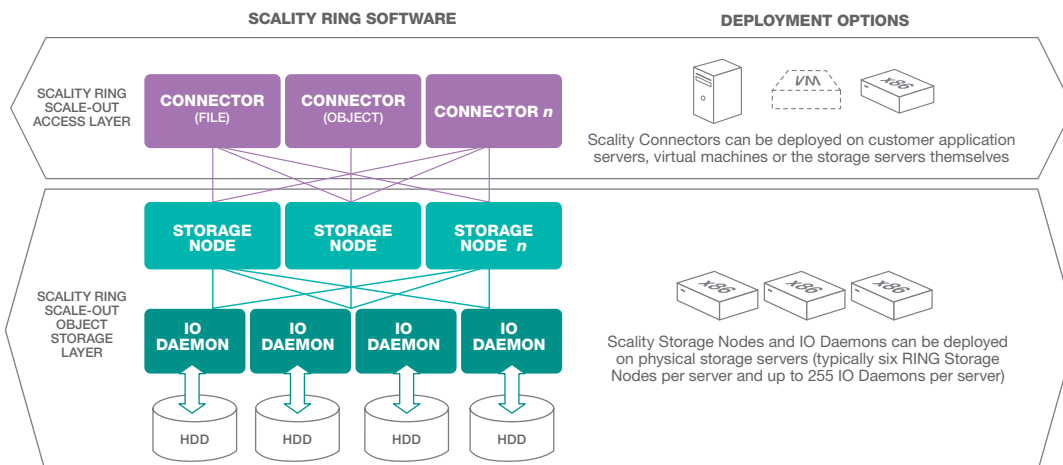 SCALITY RING SOFTWARE
DEPLOYMENT OPTIONS
SCALITY RING
SCALE-OUT
ACCESS LAYER
CONNECTOR
(FILE)
CONNECTOR
(OBJECT)
CONNECTOR n
VM
x86
Scality Connectors can be deployed on customer application
servers, virtual machines or the storage servers themselves
SCALITY RING
SCALE-OUT
OBJECT
STORAGE
LAYER
STORAGE
NODE
STORAGE
NODE
STORAGE
NODE n
IO
DAEMON
IO
DAEMON
IO
DAEMON
IO
DAEMON
HDD
HDD
HDD
HDD
x86
x86
x86
Scality Storage Nodes and IO Daemons can be deployed
on physical storage servers (typically six RING Storage
Nodes per server and up to 255 IO Daemons per server)